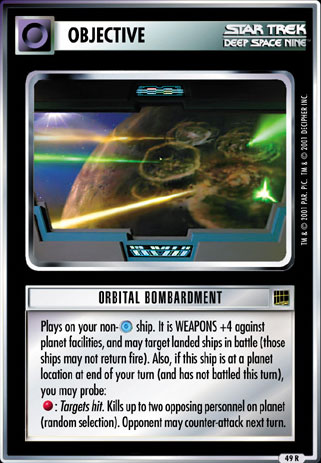 OBJECTIVE
STAR TREK
DEEP SPACE NINE
TM & © 2001 PAR. PIC. TM & © 2001 DECIPHER INC.
ORBITAL BOMBARDMENT
Plays on your non- ship. It is WEAPONS +4 against
planet facilities, and may target landed ships in battle (those
ships may not return fire). Also, if this ship is at a planet
location at end of your turn (and has not battled this turn),
you may probe:
: Targets hit. Kills up to two opposing personnel on planet
(random selection). Opponent may counter-attack next turn.
49 R